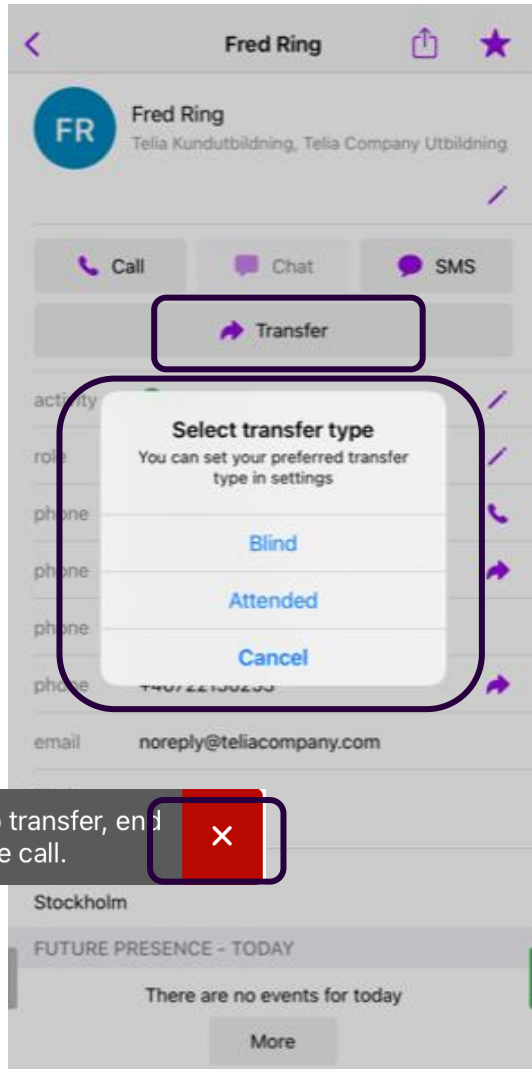 Fred Ring
FR
Fred Ring
Telia Kundutbildning, Telia Company Utbildning
Call
Chat
SMS
Transfer
activity
Select transfer type
role
You can set your preferred transfer
type in settings
phone
Blind
phone
Attended
phone
Cancel
phone
email
noreply@teliacompany.com
transfer, end
call.
Stockholm
FUTURE PRESENCE - TODAY
There are no events for today
More